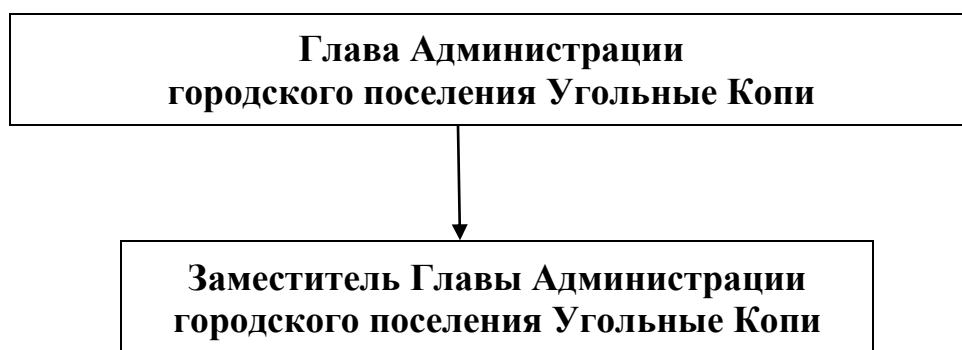 Глава Администрации
городского поселения Угольные Копи
Заместитель Главы Администрации
городского поселения Угольные Копи